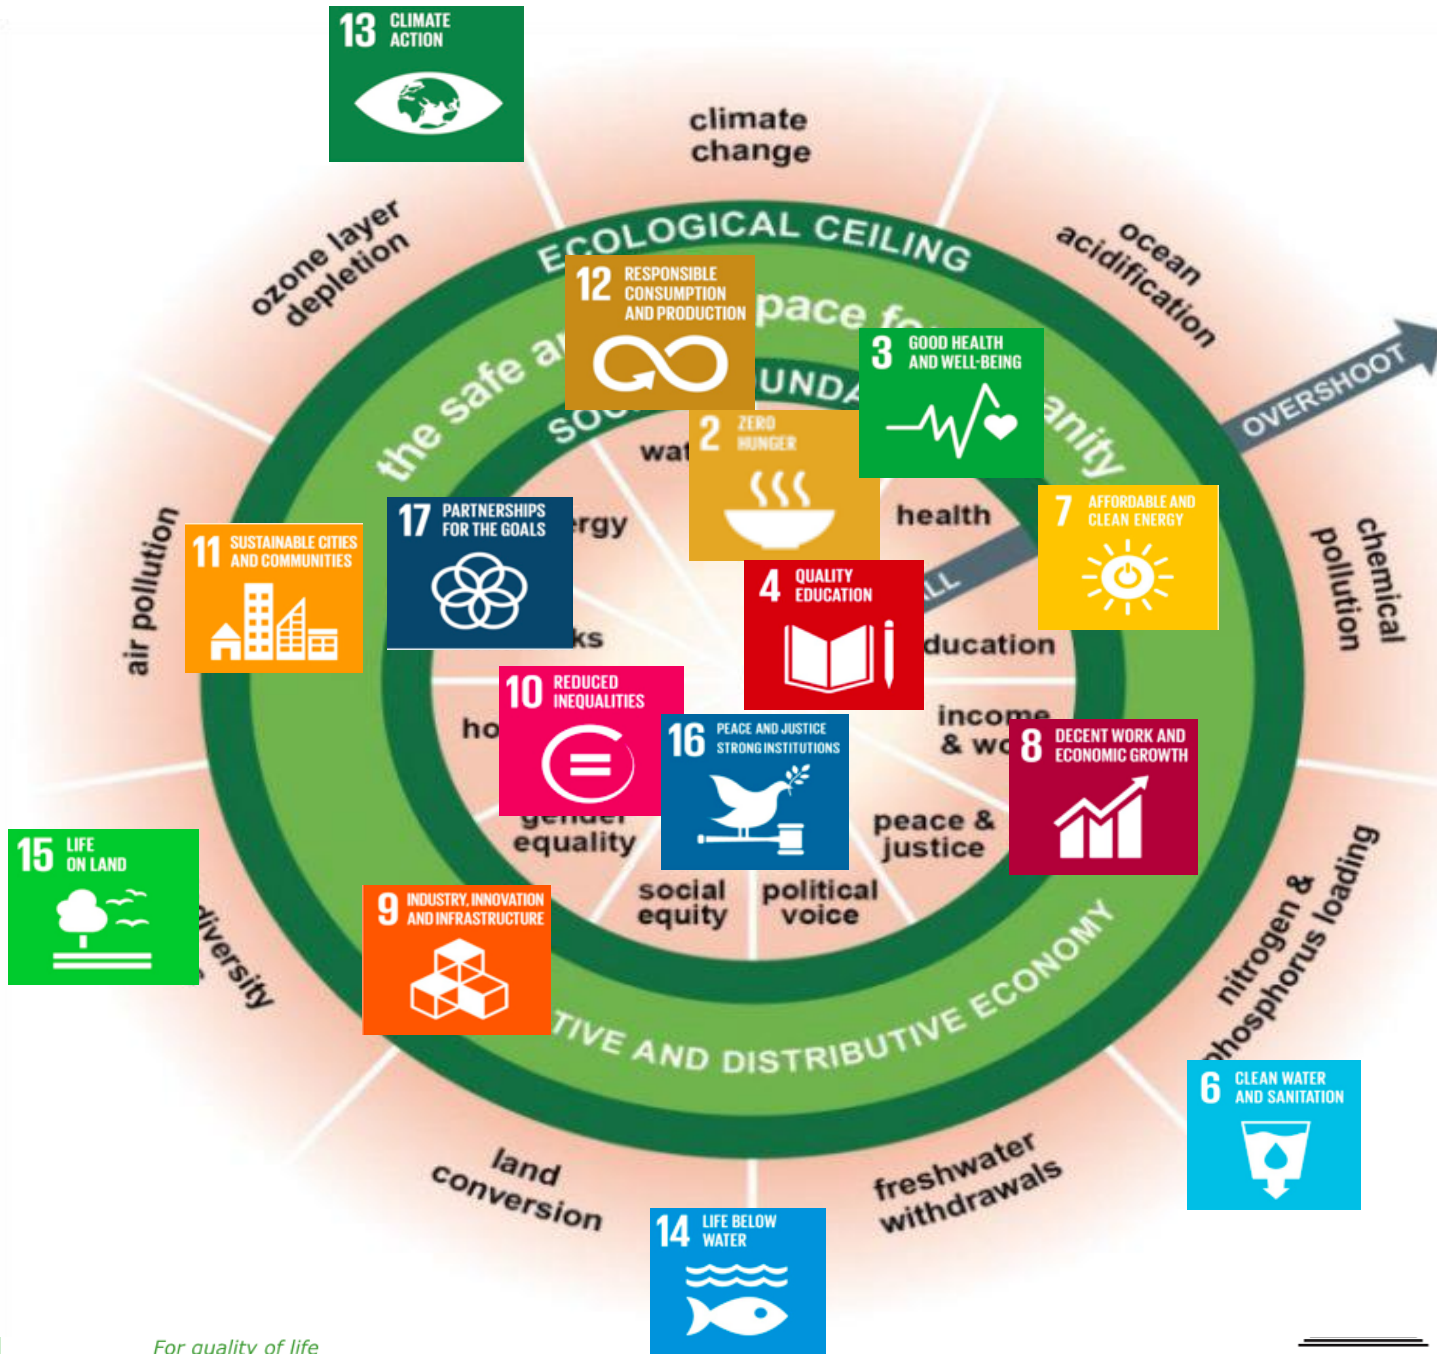 13 CLIMATE
ACTION
climate
change
ozone layer
depletion
ocean
acidification
ECOLOGICAL CEILING
12 RESPONSIBLE
CONSUMPTION
AND PRODUCTION
the safe a
pace fo
anity
3 GOOD HEALTH
AND WELL-BEING
OVERSHOOT
SOC
UNDA
2 ZERO
HUNGER
wat
health
7 AFFORDABLE AND
CLEAN ENERGY
17 PARTNERSHIPS
FOR THE GOALS
rgy
11 SUSTAINABLE CITIES
AND COMMUNITIES
air pollution
chemical
pollution
4 QUALITY
EDUCATION
LL
ks
ducation
10 REDUCED
INEQUALITIES
ho
income
& wo
16 PEACE AND JUSTICE
STRONG INSTITUTIONS
8 DECENT WORK AND
ECONOMIC GROWTH
gender
equality
peace &
justice
15 LIFE
ON LAND
diversity
social
equity
political
voice
9 INDUSTRY, INNOVATION
AND INFRASTRUCTURE
nitrogen &
phosphorus loading
TIVE AND DISTRIBUTIVE ECONOMY
6 CLEAN WATER
AND SANITATION
land
conversion
freshwater
withdrawals
14 LIFE BELOW
WATER
For quality of life